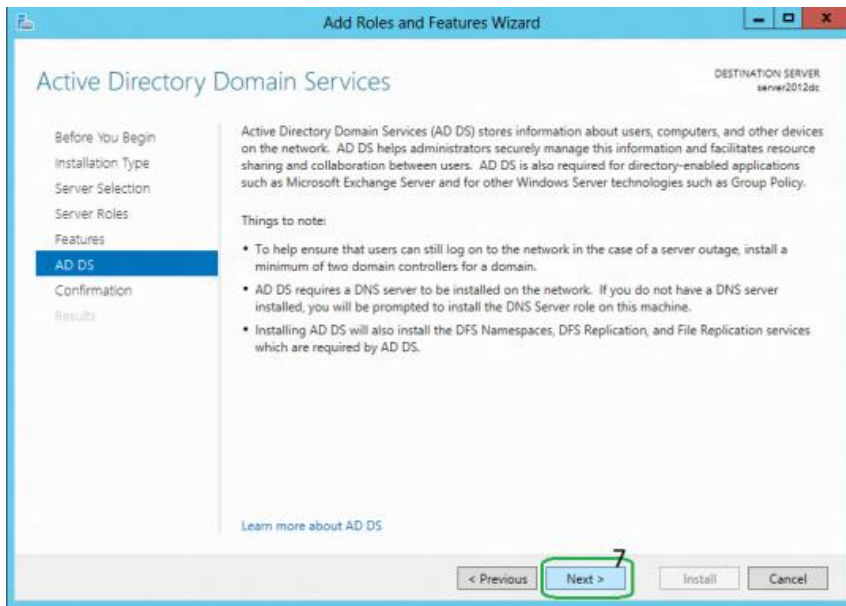 Add Roles and Features Wizard
Active Directory Domain Services
DESTINATION SERVER
server2012dc
Before You Begin
Installation Type
Server Selection
Server Roles
Features
AD DS
Confirmation
Results
Active Directory Domain Services (AD DS) stores information about users, computers, and other devices
on the network. AD DS helps administrators securely manage this information and facilitates resource
sharing and collaboration between users. AD DS is also required for directory-enabled applications
such as Microsoft Exchange Server and for other Windows Server technologies such as Group Policy.
Things to note:
• To help ensure that users can still log on to the network in the case of a server outage, install a
minimum of two domain controllers for a domain.
• AD DS requires a DNS server to be installed on the network. If you do not have a DNS server
installed, you will be prompted to install the DNS Server role on this machine.
• Installing AD DS will also install the DFS Namespaces, DFS Replication, and File Replication services
which are required by AD DS.
Learn more about AD DS
7
< Previous Next > Install Cancel